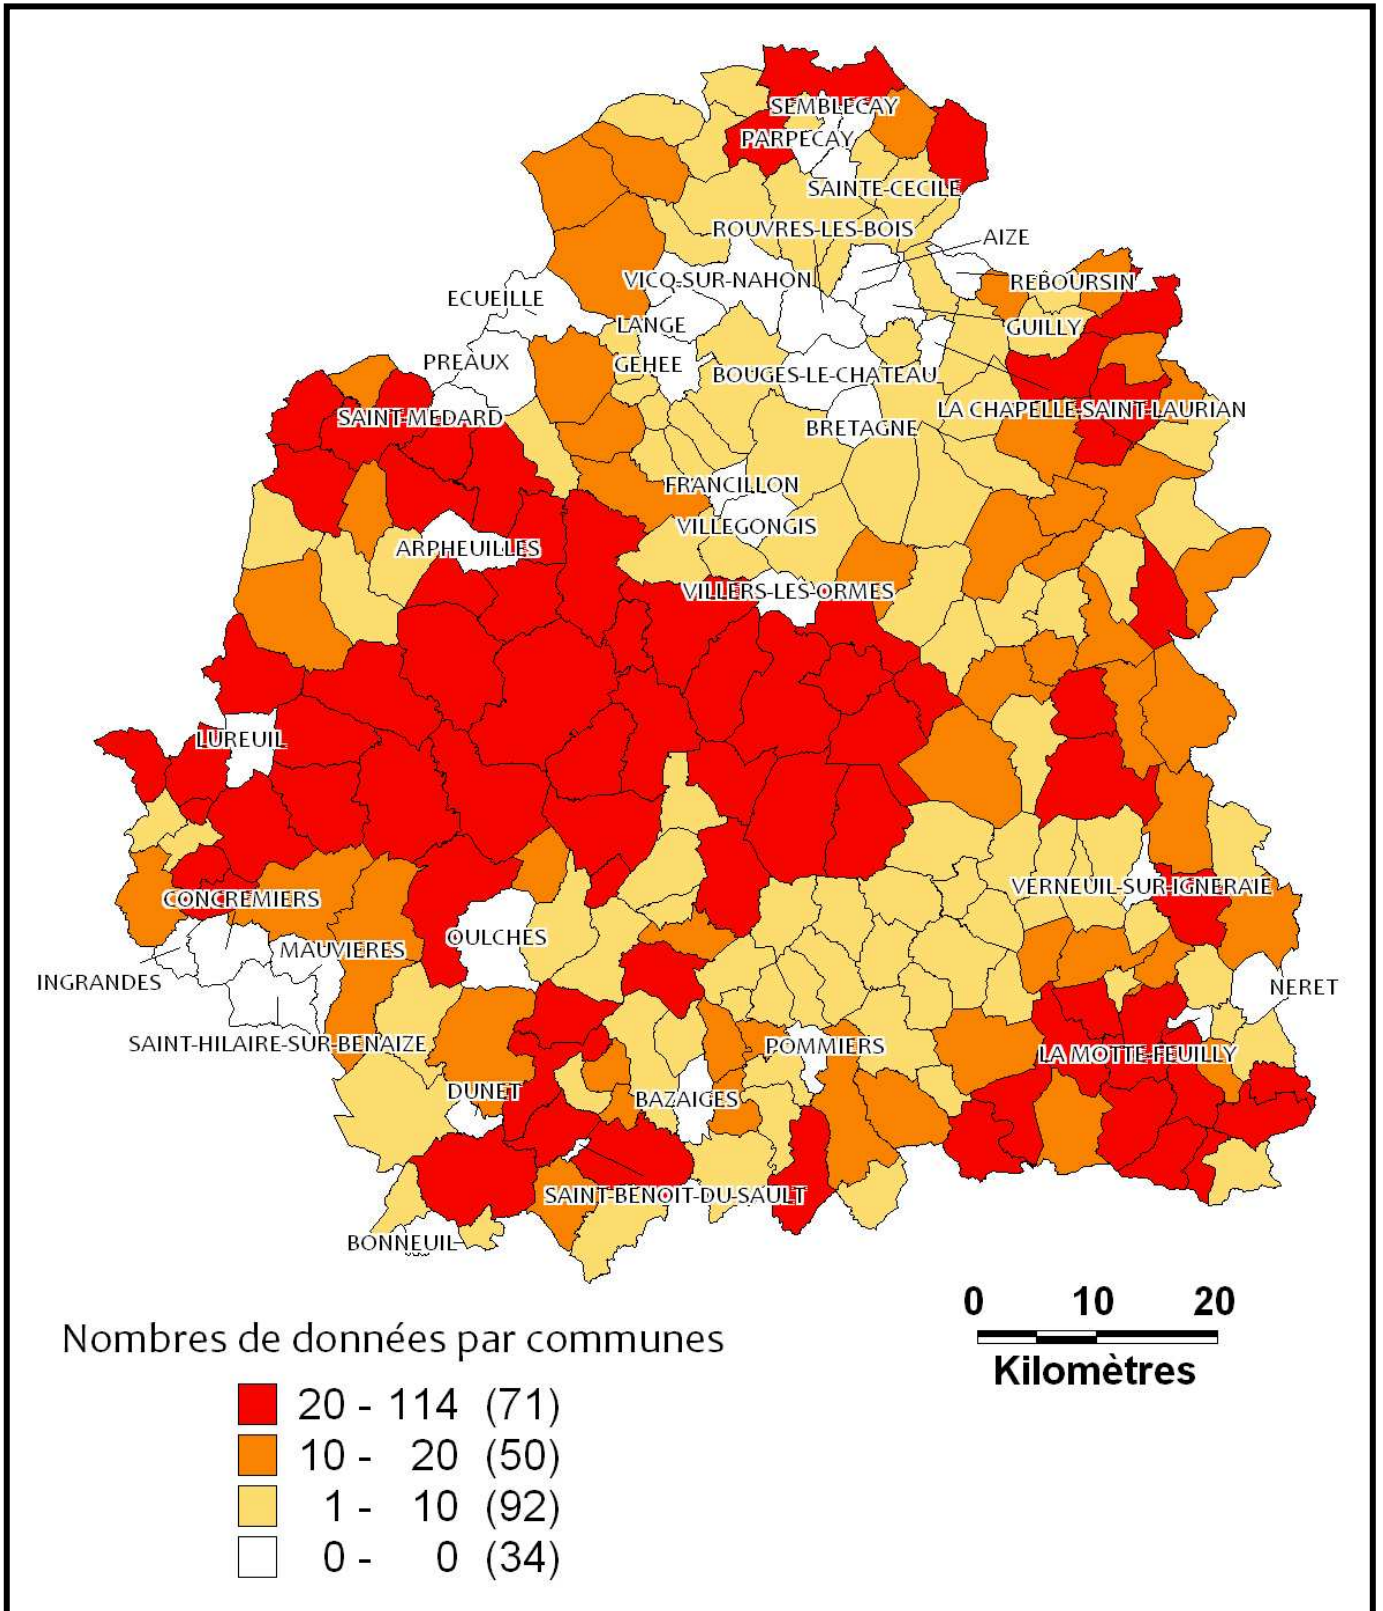 SEMBLECAY
PARPECAY
SAINTE-CECILE
ROUVRES-LES-BOIS
AIZE
VICQ-SUR-NAHON
REBOURSIN
ECUEILLE
LANGE
GUILLY
PREAUX
GEHEE
BOUGES-LE-CHATEAU
SAINT-MEDARD
LA CHAPELLE-SAINT-LAURIAN
BRETAGNE
FRANCILLON
VILLEGONGIS
ARPHEUILLES
VILLERS-LES-ORMES
LUREUIL
VERNEUIL-SUR-IGNERAIE
CONCREMIERS
OULCHES
MAUVIERES
INGRANDES
NERET
SAINT-HILAIRE-SUR-BENAIZE
POMMIERS
LA MOTTE-FEUILLY
DUNET
BAZAIGES
SAINT-BENOIT-DU-SAULT
BONNEUIL
0 10 20
Kilomètres
Nombres de données par communes
20 - 114 (71)
10 - 20 (50)
1 - 10 (92)
0 - 0 (34)